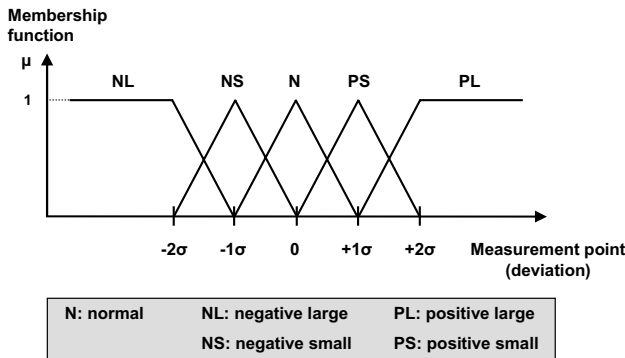 Membership
function
μ
NL NS N PS PL
1
-2σ -1σ 0 +1σ +2σ
Measurement point
(deviation)
N: normal NL: negative large PL: positive large
NS: negative small PS: positive small